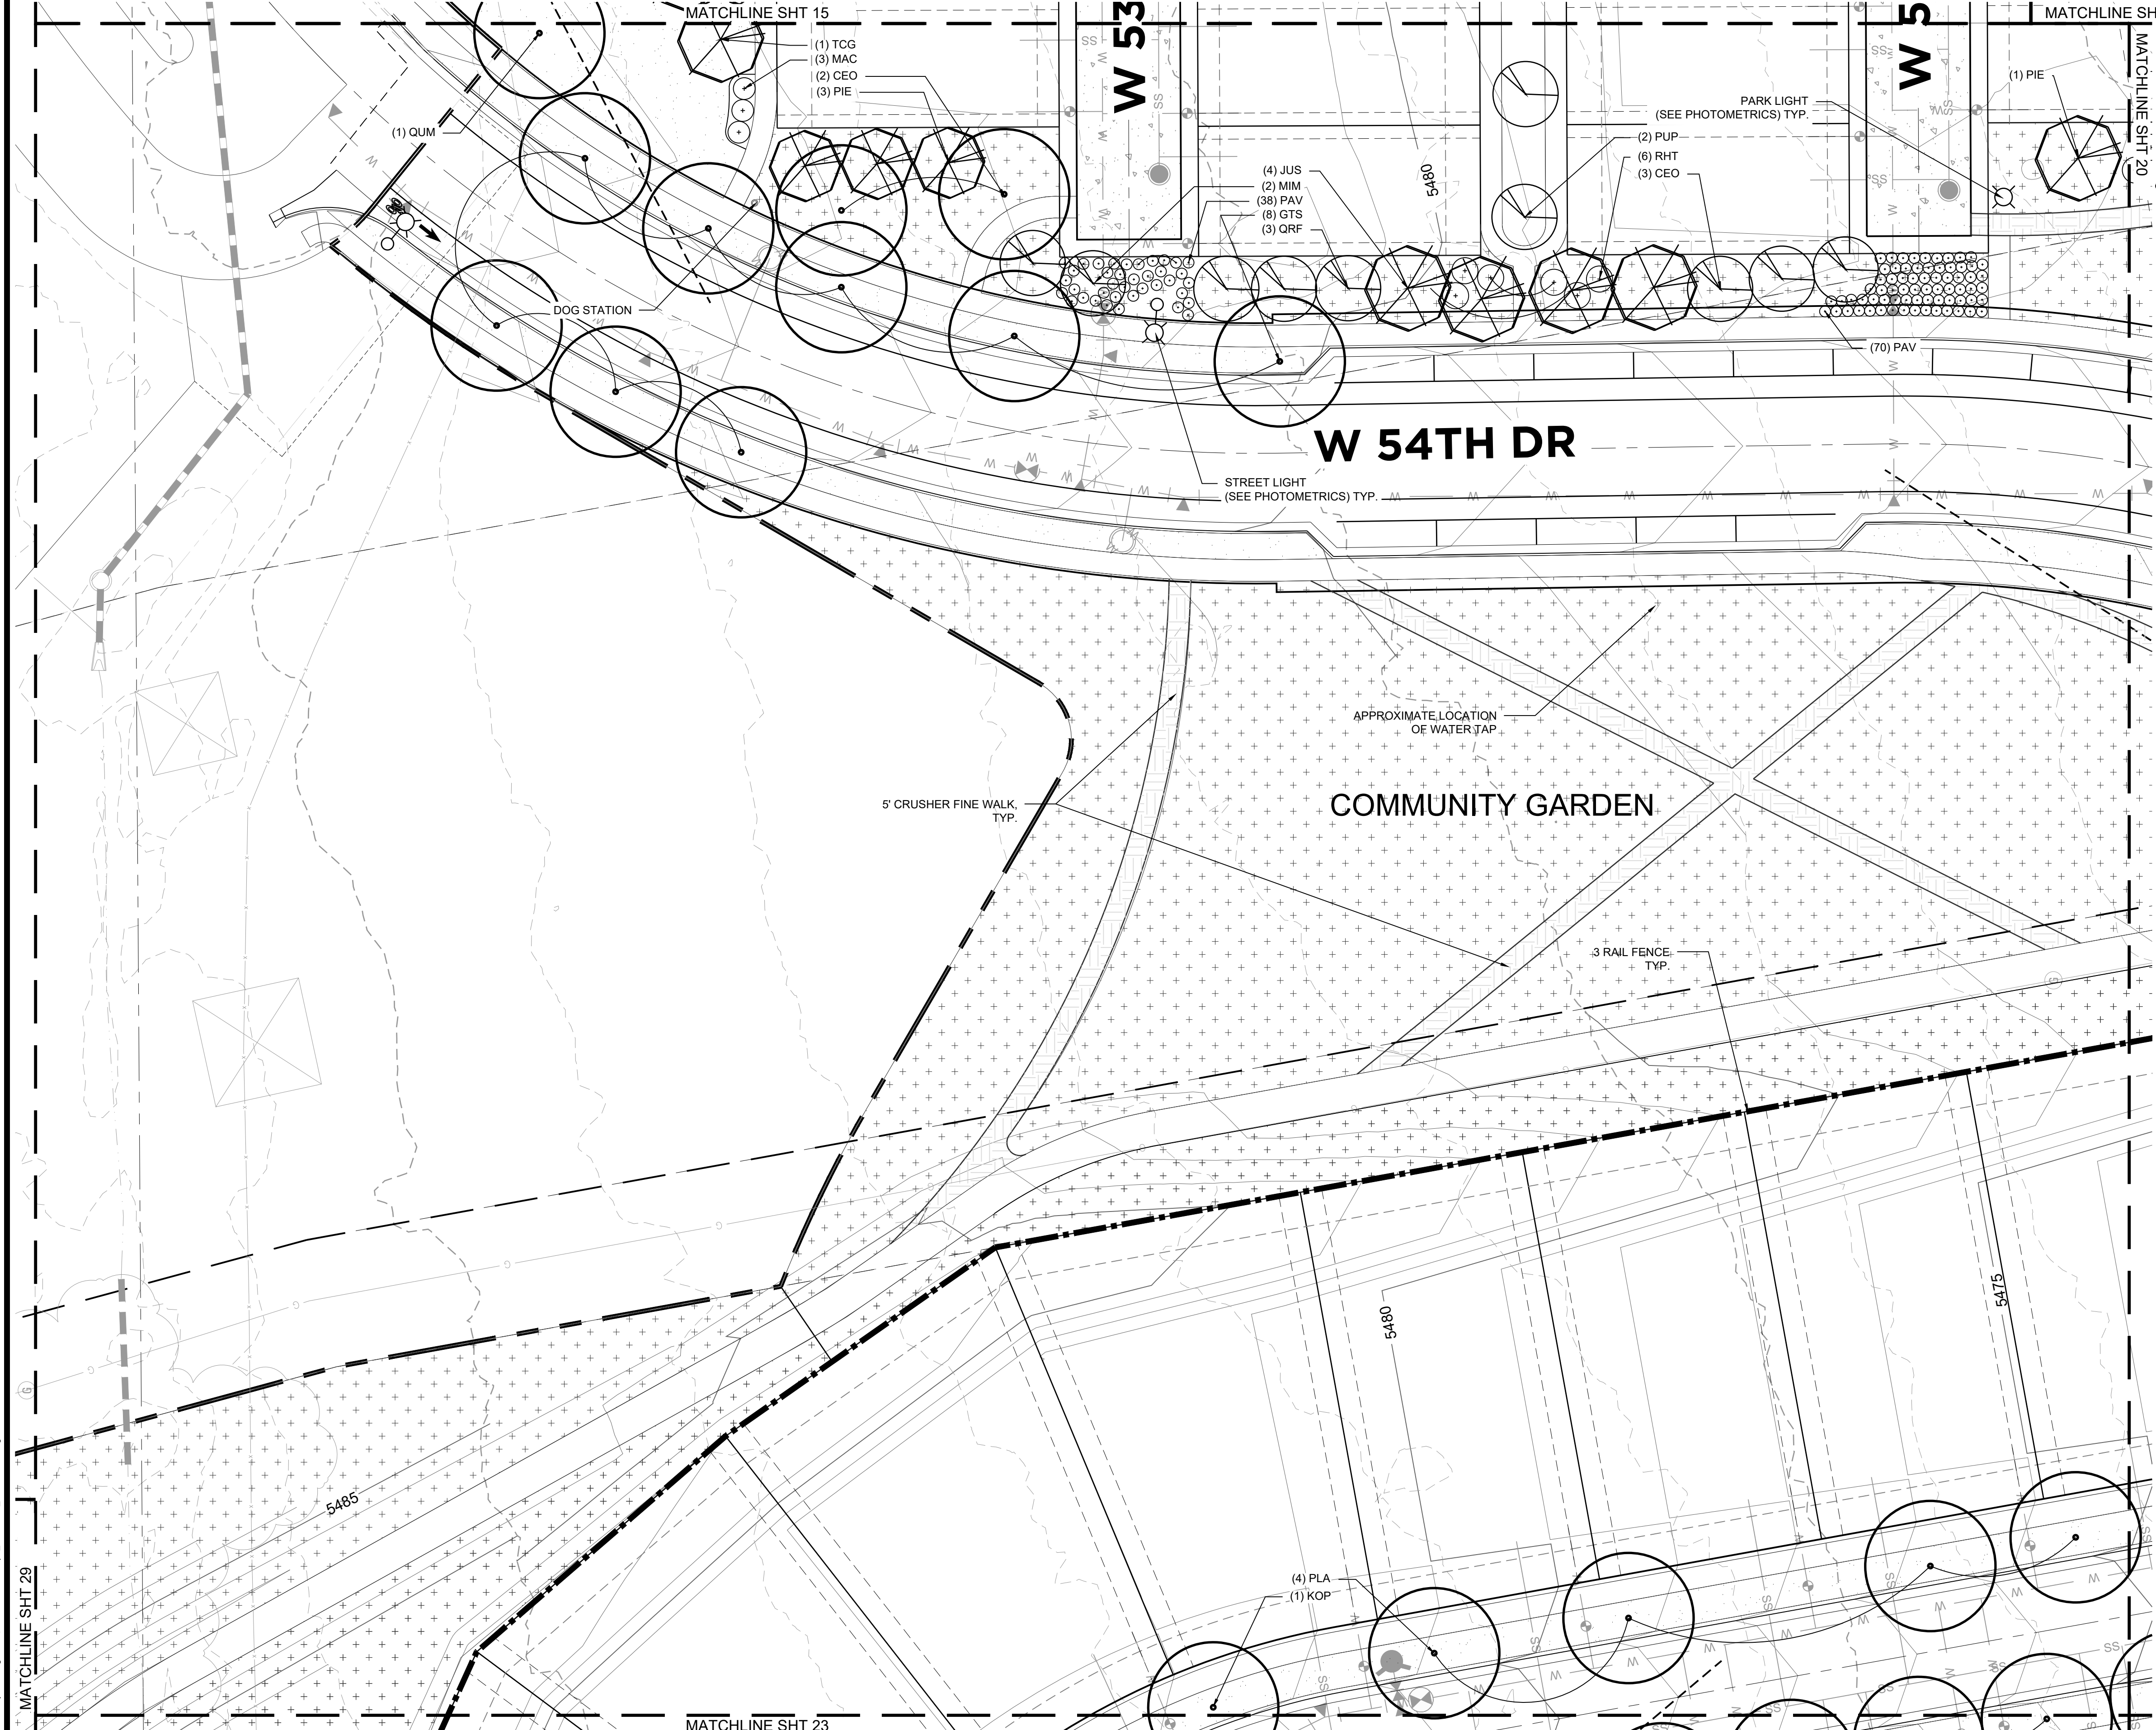 MATCHLINE SHT 15
MATCHLINE SH
MATCHLINE SHT 20
W 53
W 5
(1) TCG
(3) MAC
(2) CEO
(3) PIE
(1) QUM
(1) PIE
PARK LIGHT
(SEE PHOTOMETRICS) TYP.
(2) PUP
(6) RHT
(3) CEO
(4) JUS
(2) MIM
(38) PAV
(8) GTS
(3) QRF
5480
DOG STATION
(70) PAV
W 54TH DR
STREET LIGHT
(SEE PHOTOMETRICS) TYP.
APPROXIMATE LOCATION
OF WATER TAP
5' CRUSHER FINE WALK,
TYP.
COMMUNITY GARDEN
3 RAIL FENCE
TYP.
5480
5475
5485
(4) PLA
(1) KOP
MATCHLINE SHT 29
MATCHLINE SHT 23